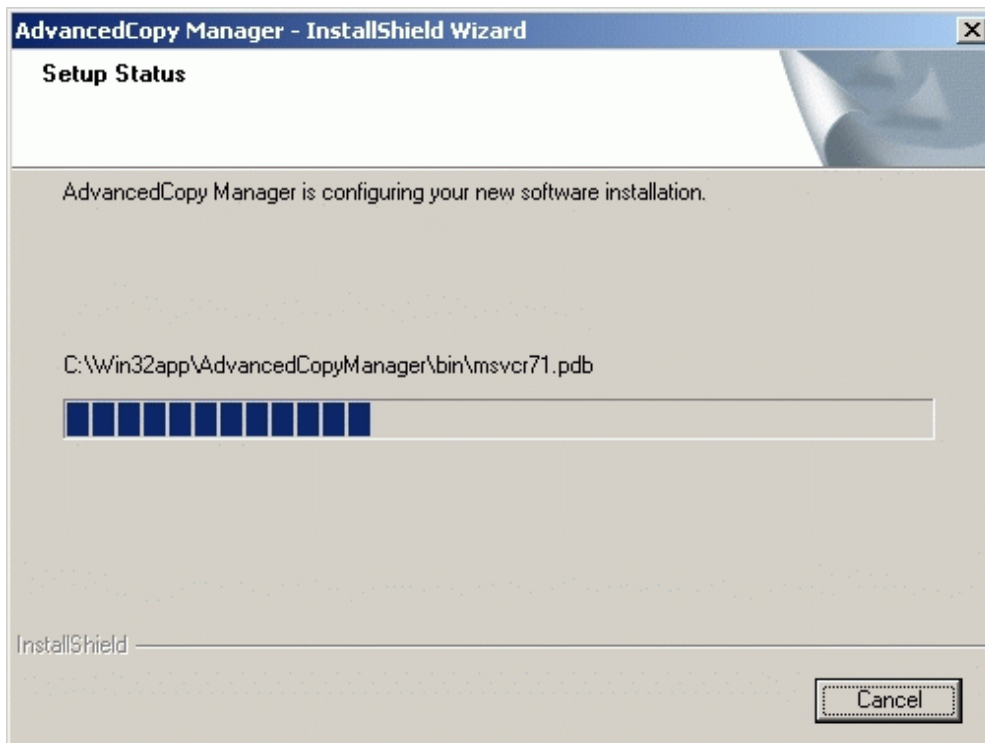 AdvancedCopy Manager - InstallShield Wizard
Setup Status
AdvancedCopy Manager is configuring your new software installation.
C:\Win32app\AdvancedCopyManager\bin\msvcr71.pdb
InstallShield
Cancel